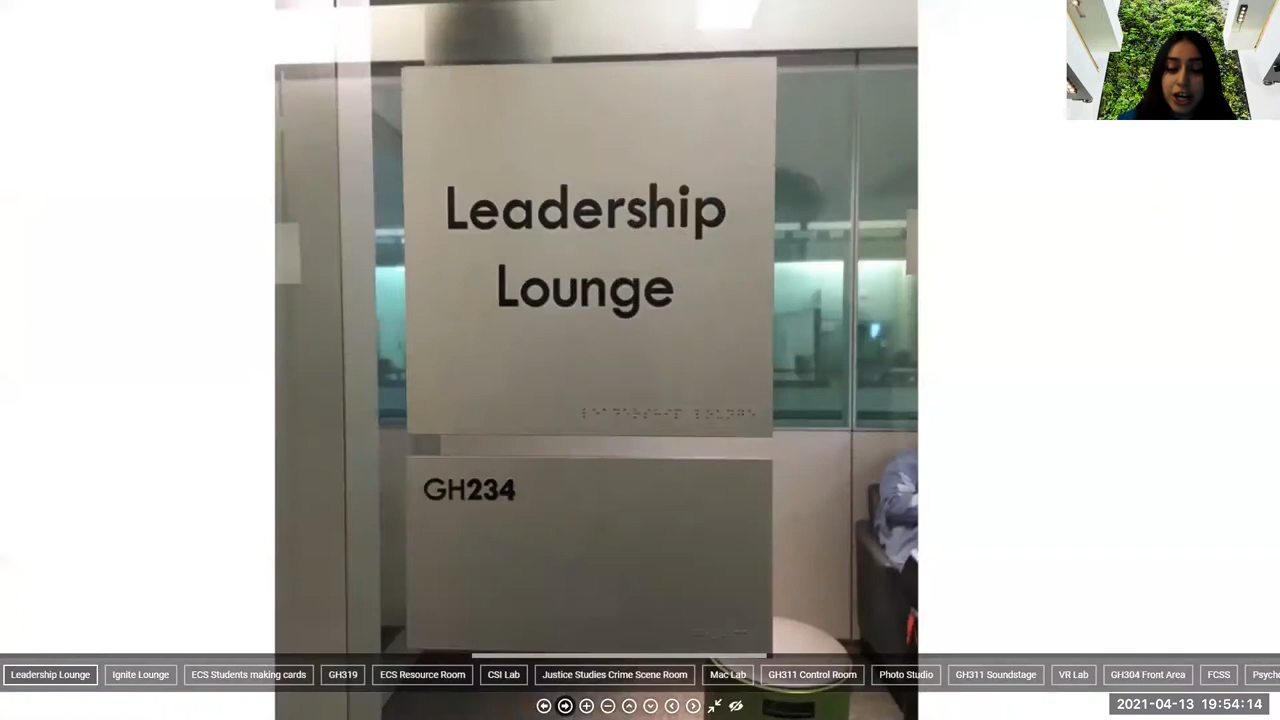 Leadership
Lounge
GH234
Leadership Lounge
Ignite Lounge
ECS Students making cards
GH319
ECS Resource Room
CSI Lab
Justice Studies Crime Scene Room
Mac Lab
GH311 Control Room
Photo Studio
GH311 Soundstage
VR Lab
GH304 Front Area
FCSS
Psycho
2021-04-13 19:54:14